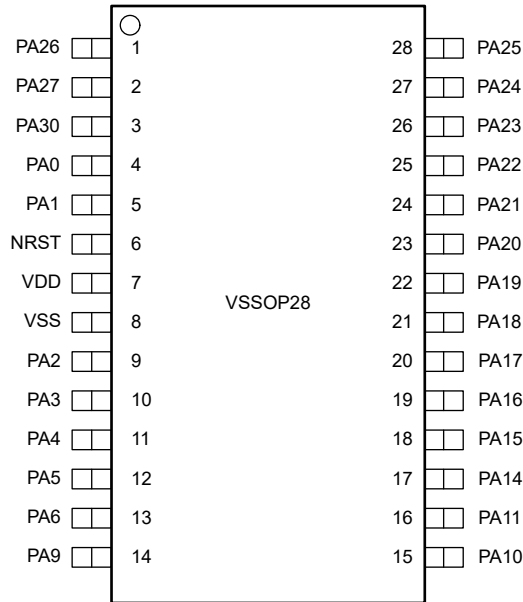 PA26 1 28 PA25
PA27 2 27 PA24
PA30 3 26 PA23
PA0 4 25 PA22
PA1 5 24 PA21
NRST 6 23 PA20
VDD 7 22 PA19
VSSOP28
VSS 8 21 PA18
PA2 9 20 PA17
PA3 10 19 PA16
PA4 11 18 PA15
PA5 12 17 PA14
PA6 13 16 PA11
PA9 14 15 PA10